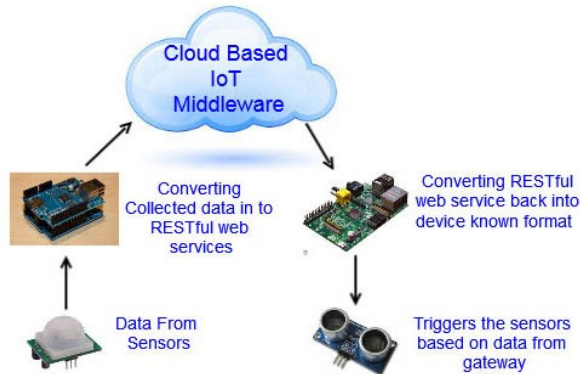 Cloud Based
IoT
Middleware
Converting
Collected data in to
RESTful web
services
Converting RESTful
web service back into
device known format
Data From
Sensors
Triggers the sensors
based on data from
gateway